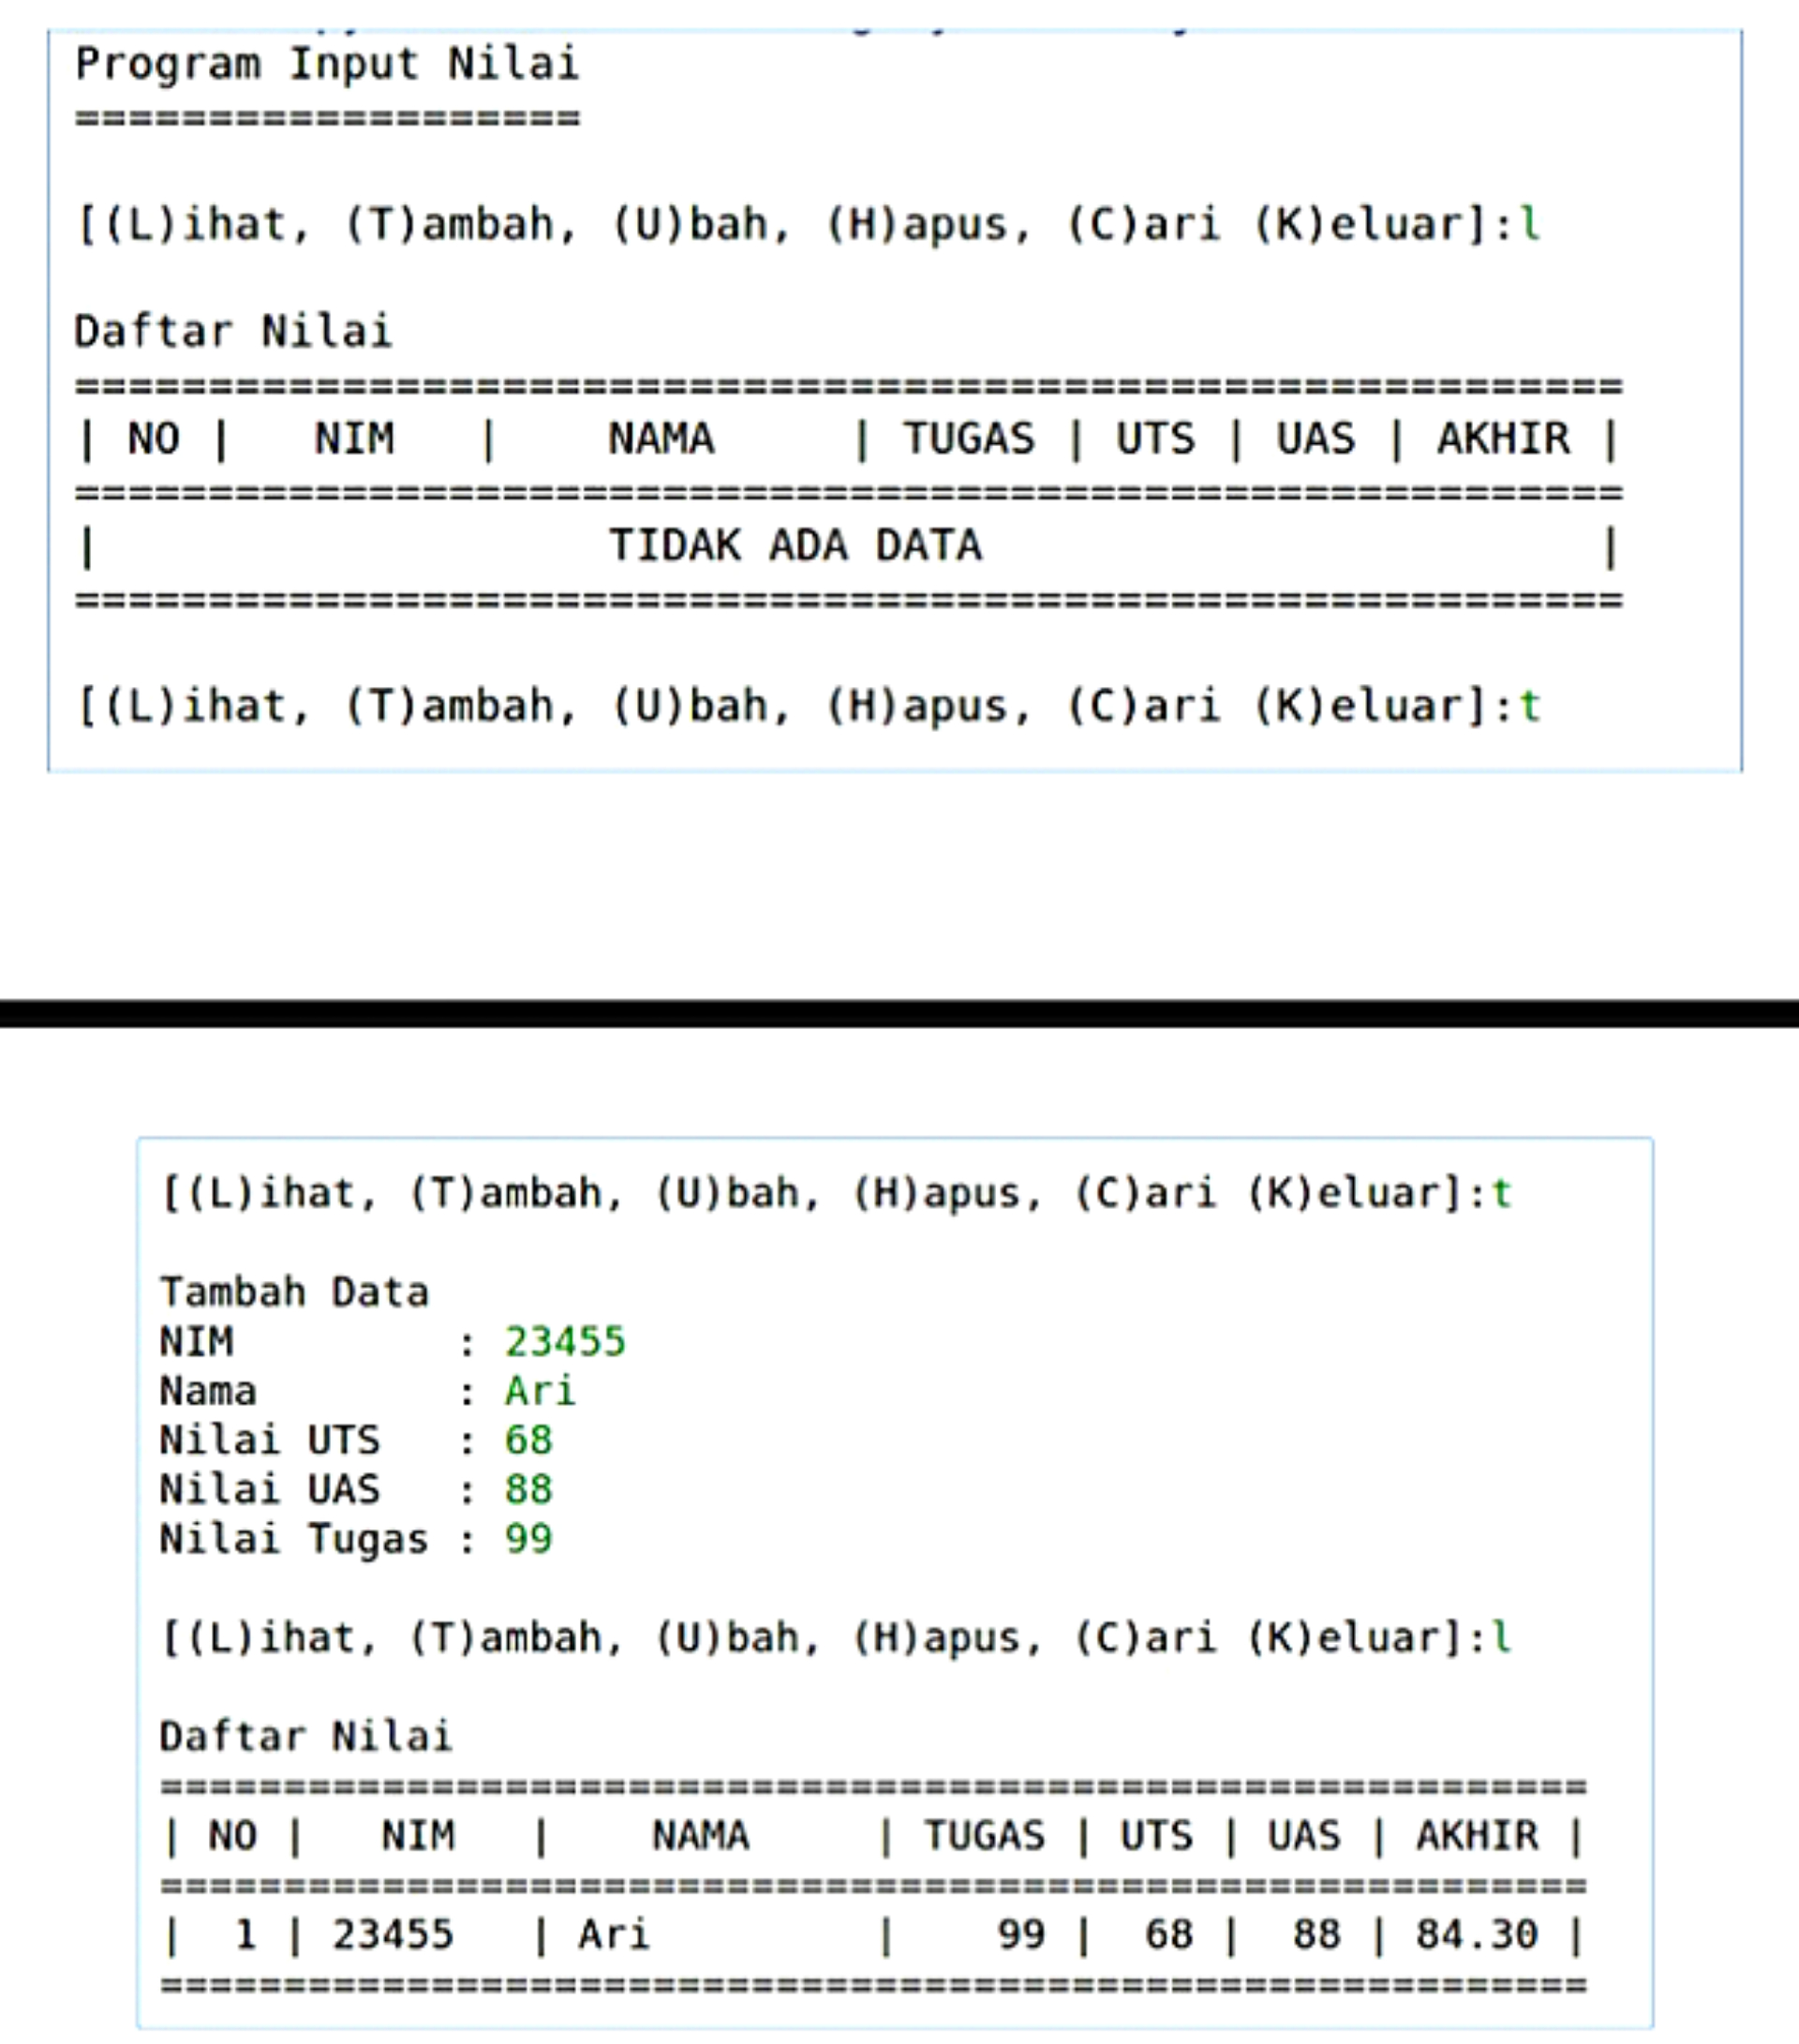 Program Input Nilai
===================
[(L)ihat, (T)ambah, (U)bah, (H)apus, (C)ari (K)eluar]:l
Daftar Nilai
==========================================================
| NO |   NIM   |    NAMA     | TUGAS | UTS | UAS | AKHIR |
==========================================================
|                   TIDAK ADA DATA                       |
==========================================================
[(L)ihat, (T)ambah, (U)bah, (H)apus, (C)ari (K)eluar]:t
[(L)ihat, (T)ambah, (U)bah, (H)apus, (C)ari (K)eluar]:t
Tambah Data
NIM         : 23455
Nama        : Ari
Nilai UTS   : 68
Nilai UAS   : 88
Nilai Tugas : 99
[(L)ihat, (T)ambah, (U)bah, (H)apus, (C)ari (K)eluar]:l
Daftar Nilai
==========================================================
| NO |   NIM   |    NAMA     | TUGAS | UTS | UAS | AKHIR |
==========================================================
|  1 | 23455   | Ari         |    99 |  68 |  88 | 84.30 |
==========================================================